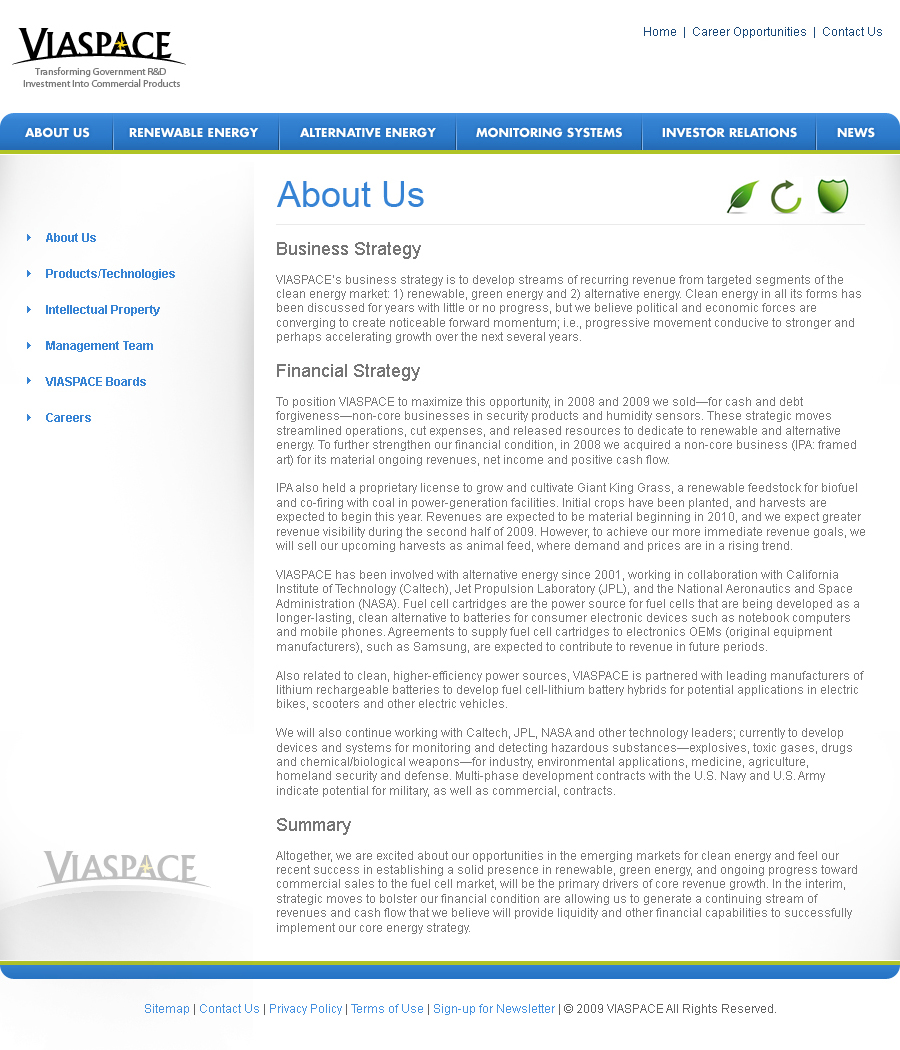 VIASPACE
Transforming Government R&D
Investment Into Commercial Products
Home | Career Opportunities | Contact Us
ABOUT US RENEWABLE ENERGY ALTERNATIVE ENERGY MONITORING SYSTEMS INVESTOR RELATIONS NEWS
About Us
Products/Technologies
Intellectual Property
Management Team
VIASPACE Boards
Careers
VIASPACE
About Us
Business Strategy
VIASPACE's business strategy is to develop streams of recurring revenue from targeted segments of the
clean energy market: 1) renewable, green energy and 2) alternative energy. Clean energy in all its forms has
been discussed for years with little or no progress, but we believe political and economic forces are
converging to create noticeable forward momentum; i.e., progressive movement conducive to stronger and
perhaps accelerating growth over the next several years.
Financial Strategy
To position VIASPACE to maximize this opportunity, in 2008 and 2009 we sold—for cash and debt
forgiveness—non-core businesses in security products and humidity sensors. These strategic moves
streamlined operations, cut expenses, and released resources to dedicate to renewable and alternative
energy. To further strengthen our financial condition, in 2008 we acquired a non-core business (IPA: framed
art) for its material ongoing revenues, net income and positive cash flow.
IPA also held a proprietary license to grow and cultivate Giant King Grass, a renewable feedstock for biofuel
and co-firing with coal in power-generation facilities. Initial crops have been planted, and harvests are
expected to begin this year. Revenues are expected to be material beginning in 2010, and we expect greater
revenue visibility during the second half of 2009. However, to achieve our more immediate revenue goals, we
will sell our upcoming harvests as animal feed, where demand and prices are in a rising trend.
VIASPACE has been involved with alternative energy since 2001, working in collaboration with California
Institute of Technology (Caltech), Jet Propulsion Laboratory (JPL), and the National Aeronautics and Space
Administration (NASA). Fuel cell cartridges are the power source for fuel cells that are being developed as a
longer-lasting, clean alternative to batteries for consumer electronic devices such as notebook computers
and mobile phones. Agreements to supply fuel cell cartridges to electronics OEMs (original equipment
manufacturers), such as Samsung, are expected to contribute to revenue in future periods.
Also related to clean, higher-efficiency power sources, VIASPACE is partnered with leading manufacturers of
lithium rechargeable batteries to develop fuel cell-lithium battery hybrids for potential applications in electric
bikes, scooters and other electric vehicles.
We will also continue working with Caltech, JPL, NASA and other technology leaders; currently to develop
devices and systems for monitoring and detecting hazardous substances—explosives, toxic gases, drugs
and chemical/biological weapons—for industry, environmental applications, medicine, agriculture,
homeland security and defense. Multi-phase development contracts with the U.S. Navy and U.S. Army
indicate potential for military, as well as commercial, contracts.
Summary
Altogether, we are excited about our opportunities in the emerging markets for clean energy and feel our
recent success in establishing a solid presence in renewable, green energy, and ongoing progress toward
commercial sales to the fuel cell market, will be the primary drivers of core revenue growth. In the interim,
strategic moves to bolster our financial condition are allowing us to generate a continuing stream of
revenues and cash flow that we believe will provide liquidity and other financial capabilities to successfully
implement our core energy strategy.
Sitemap | Contact Us | Privacy Policy | Terms of Use | Sign-up for Newsletter | © 2009 VIASPACE All Rights Reserved.